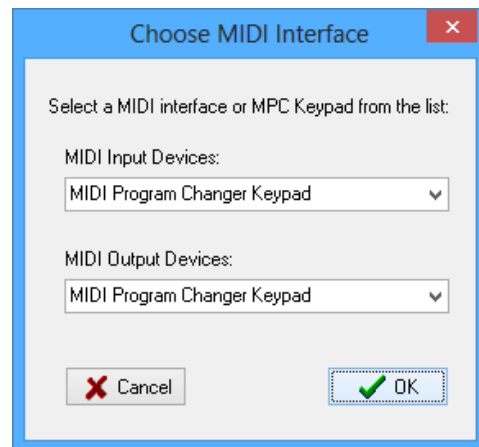 Choose MIDI Interface
Select a MIDI interface or MPC Keypad from the list:
MIDI Input Devices:
MIDI Program Changer Keypad
MIDI Output Devices:
MIDI Program Changer Keypad
Cancel
OK